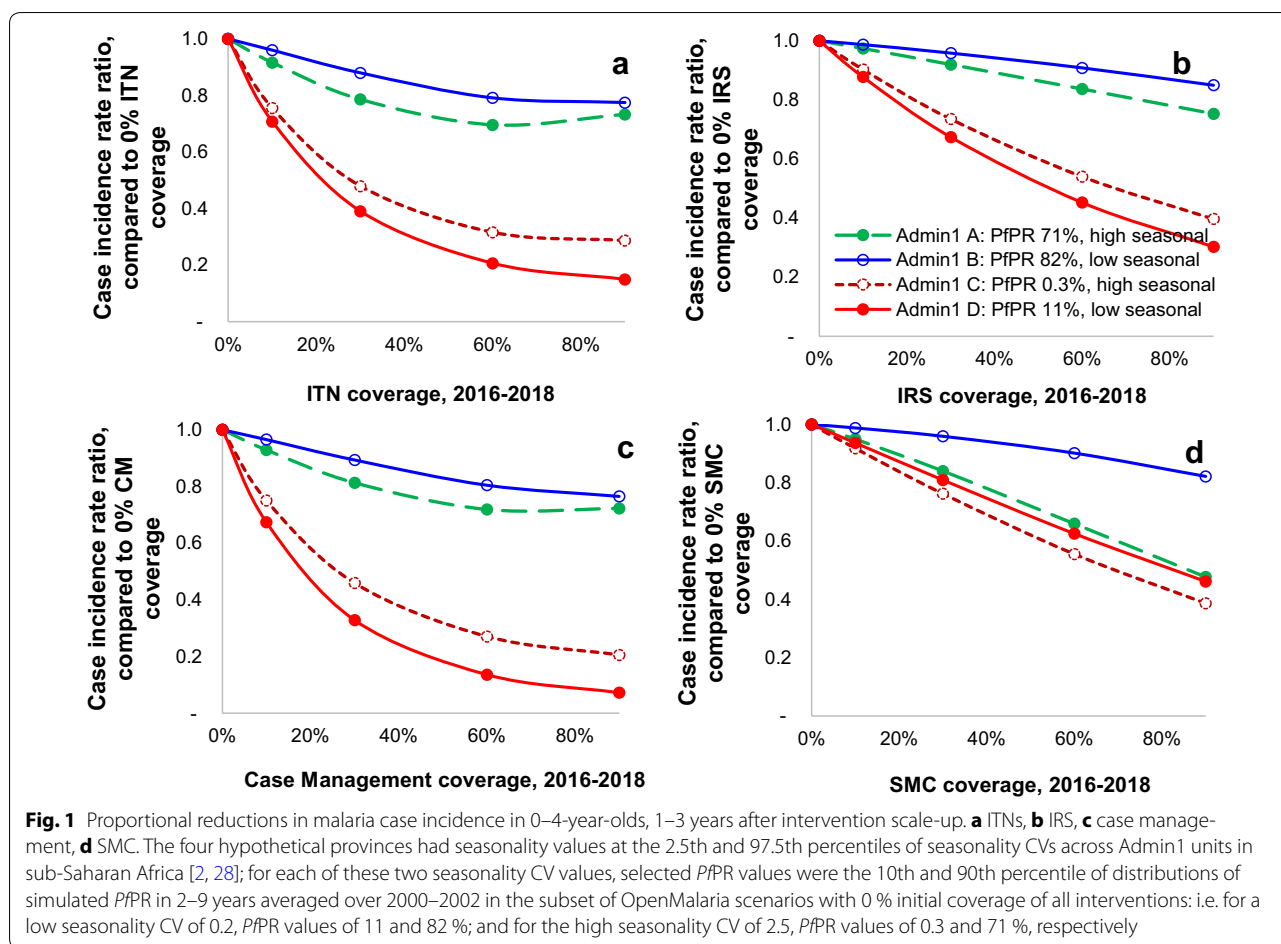 Case incidence rate ratio,
compared to 0% ITN
coverage
1.0
0.8
0.6
0.4
0.2
-
a
0%
20%
40%
60%
80%
ITN coverage, 2016-2018
Case incidence rate ratio,
compared to 0% IRS
coverage
1.0
0.8
0.6
0.4
0.2
-
b
Admin1 A: PfPR 71%, high seasonal
Admin1 B: PfPR 82%, low seasonal
Admin1 C: PfPR 0.3%, high seasonal
Admin1 D: PfPR 11%, low seasonal
0%
20%
40%
60%
80%
IRS coverage, 2016-2018
Case incidence rate ratio,
compared to 0% CM
coverage
1.0
0.8
0.6
0.4
0.2
-
c
0%
20%
40%
60%
80%
Case Management coverage, 2016-2018
Case incidence rate ratio,
compared to 0% SMC
coverage
1.0
0.8
0.6
0.4
0.2
-
d
0%
20%
40%
60%
80%
SMC coverage, 2016-2018
Fig. 1 Proportional reductions in malaria case incidence in 0–4-year-olds, 1–3 years after intervention scale-up. a ITNs, b IRS, c case manage-
ment, d SMC. The four hypothetical provinces had seasonality values at the 2.5th and 97.5th percentiles of seasonality CVs across Admin1 units in
sub-Saharan Africa [2, 28]; for each of these two seasonality CV values, selected PfPR values were the 10th and 90th percentile of distributions of
simulated PfPR in 2–9 years averaged over 2000–2002 in the subset of OpenMalaria scenarios with 0 % initial coverage of all interventions: i.e. for a
low seasonality CV of 0.2, PfPR values of 11 and 82 %; and for the high seasonality CV of 2.5, PfPR values of 0.3 and 71 %, respectively